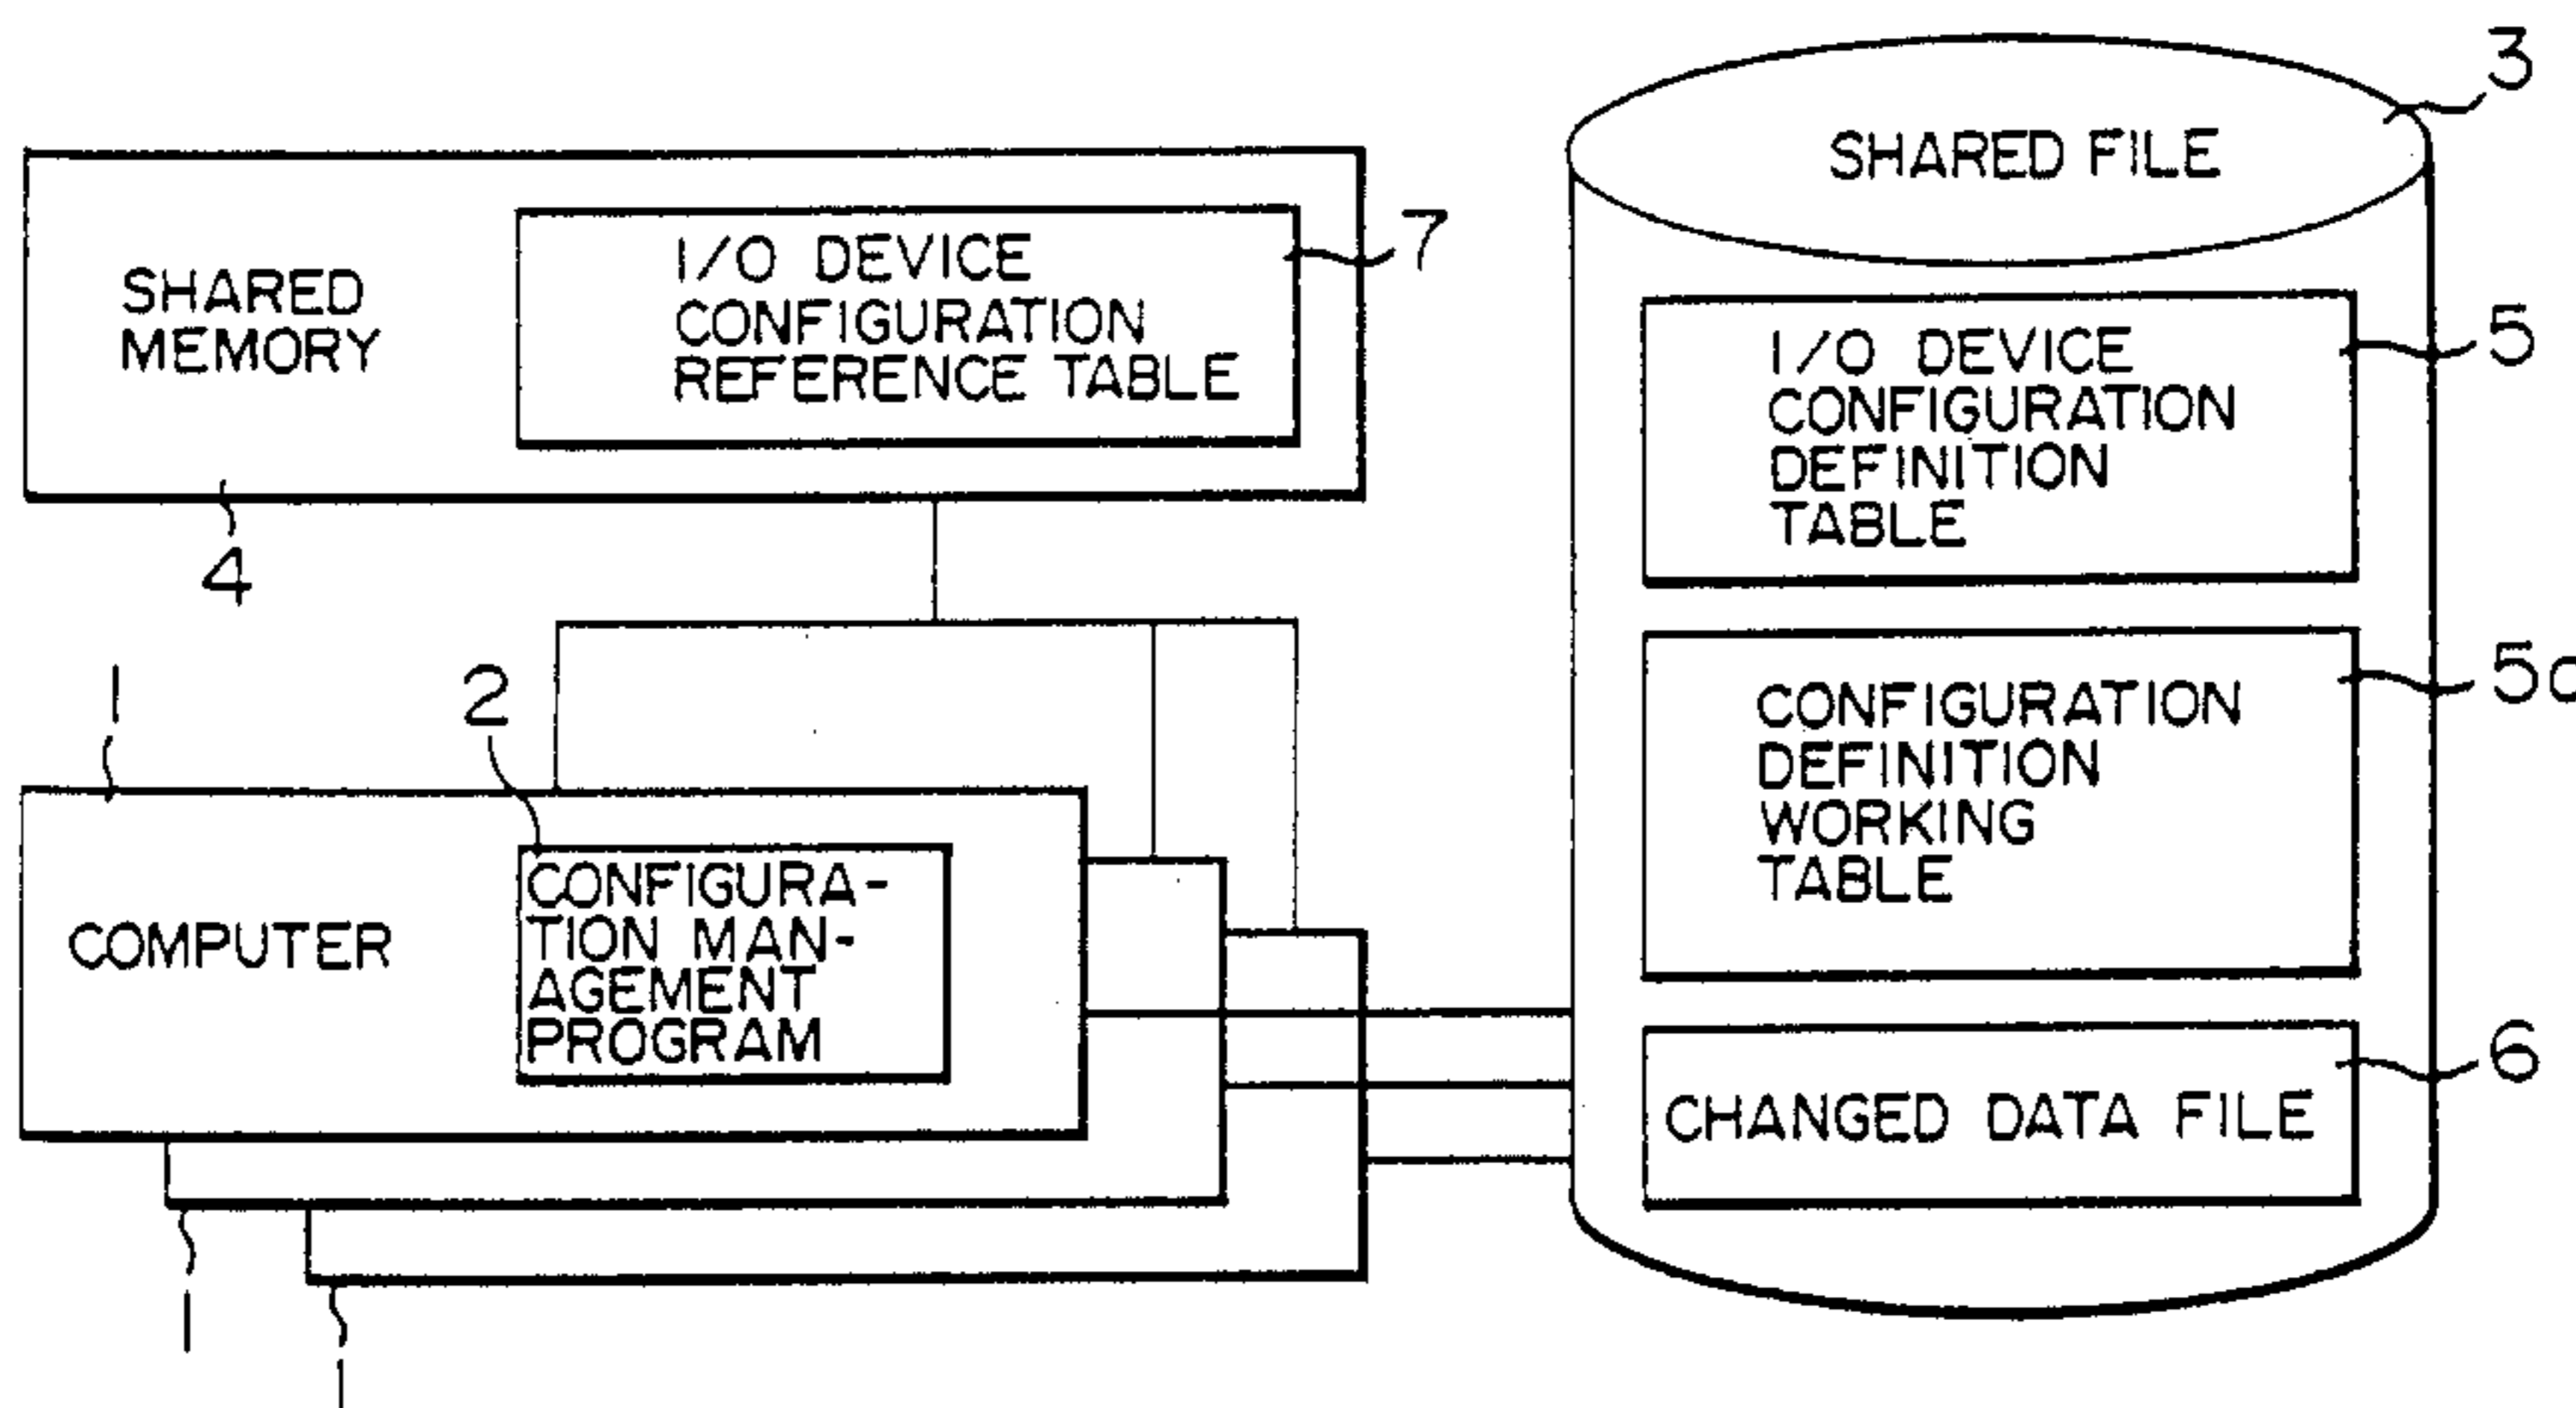 3
SHARED FILE
7
I/O DEVICE
CONFIGURATION
REFERENCE TABLE
SHARED
MEMORY
4
5
I/O DEVICE
CONFIGURATION
DEFINITION
TABLE
5a
CONFIGURATION
DEFINITION
WORKING
TABLE
1
2
CONFIGURA-
TION MAN-
AGEMENT
PROGRAM
COMPUTER
6
CHANGED DATA FILE
1
1